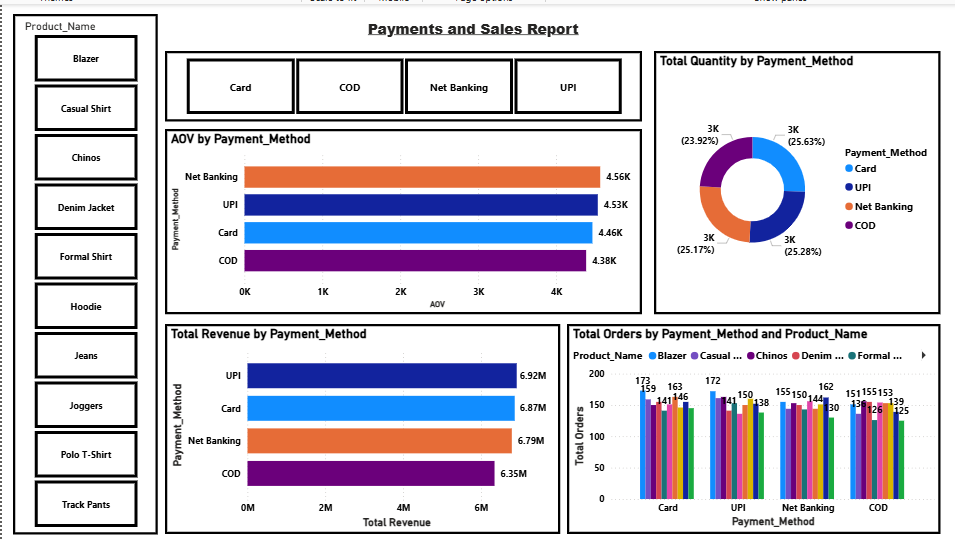 Payments and Sales Report
Product_Name
Blazer
Casual Shirt
Chinos
Denim Jacket
Formal Shirt
Hoodie
Jeans
Joggers
Polo T-Shirt
Track Pants
Card
COD
Net Banking
UPI
AOV by Payment_Method
Payment_Method
Net Banking 4.56K
UPI 4.53K
Card 4.46K
COD 4.38K
0K 1K 2K 3K 4K
AOV
Total Quantity by Payment_Method
3K (25.63%)
3K (25.28%)
3K (25.17%)
3K (23.92%)
Payment_Method
Card
UPI
Net Banking
COD
Total Revenue by Payment_Method
Payment_Method
UPI 6.92M
Card 6.87M
Net Banking 6.79M
COD 6.35M
0M 2M 4M 6M
Total Revenue
Total Orders by Payment_Method and Product_Name
Product_Name Blazer Casual ... Chinos Denim ... Formal ...
Total Orders
200
150
100
50
0
173 159 141 163 146
172 141 150 138
155 150 144 162 130
151 136 155 126 153 139 125
Card UPI Net Banking COD
Payment_Method